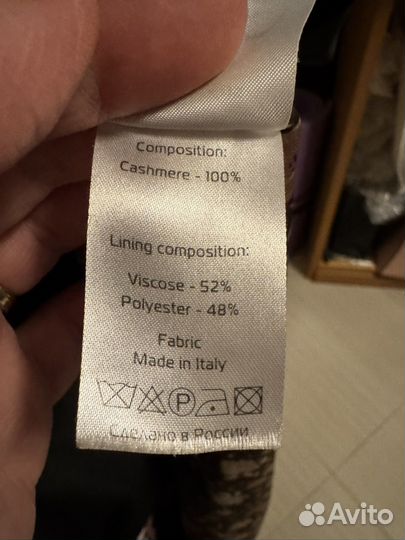 Composition:
Cashmere - 100%
Lining composition:
Viscose - 52%
Polyester - 48%
Fabric
Made in Italy
P
Сделано в России
Avito